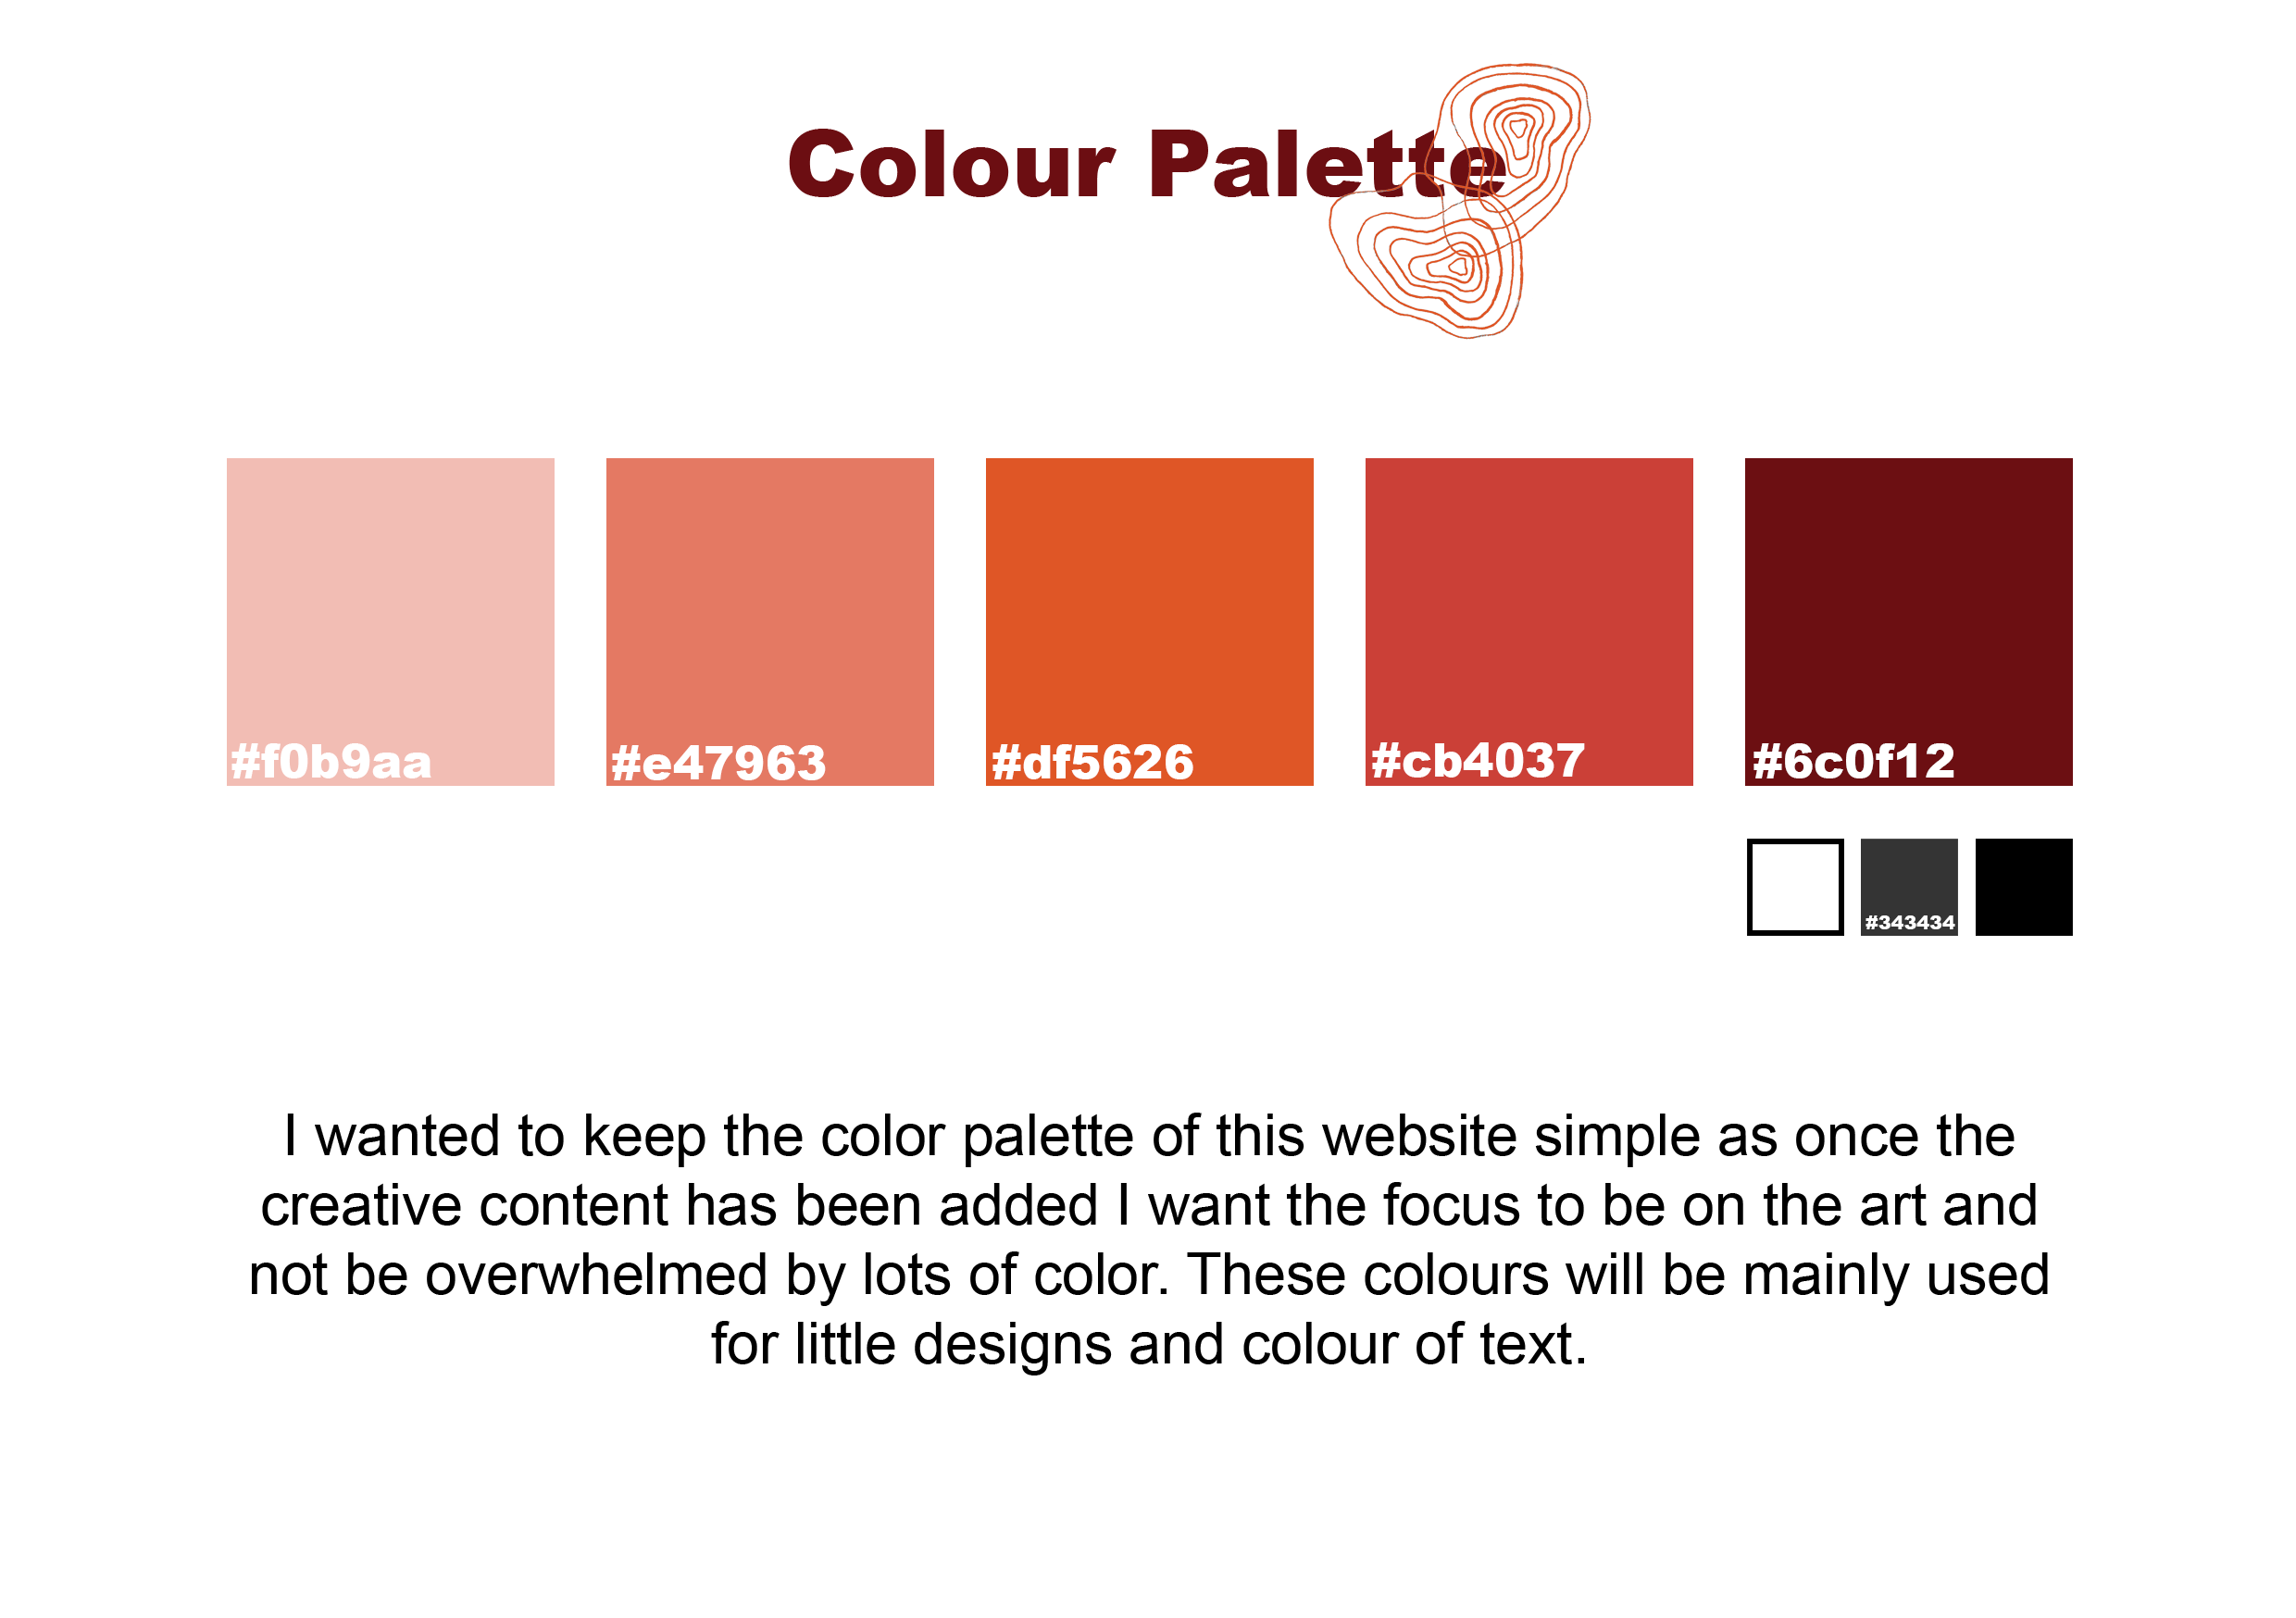 Colour Palette
#f0b9aa
#e47963
#df5626
#cb4037
#6c0f12
#343434
I wanted to keep the color palette of this website simple as once the
creative content has been added I want the focus to be on the art and
not be overwhelmed by lots of color. These colours will be mainly used
for little designs and colour of text.